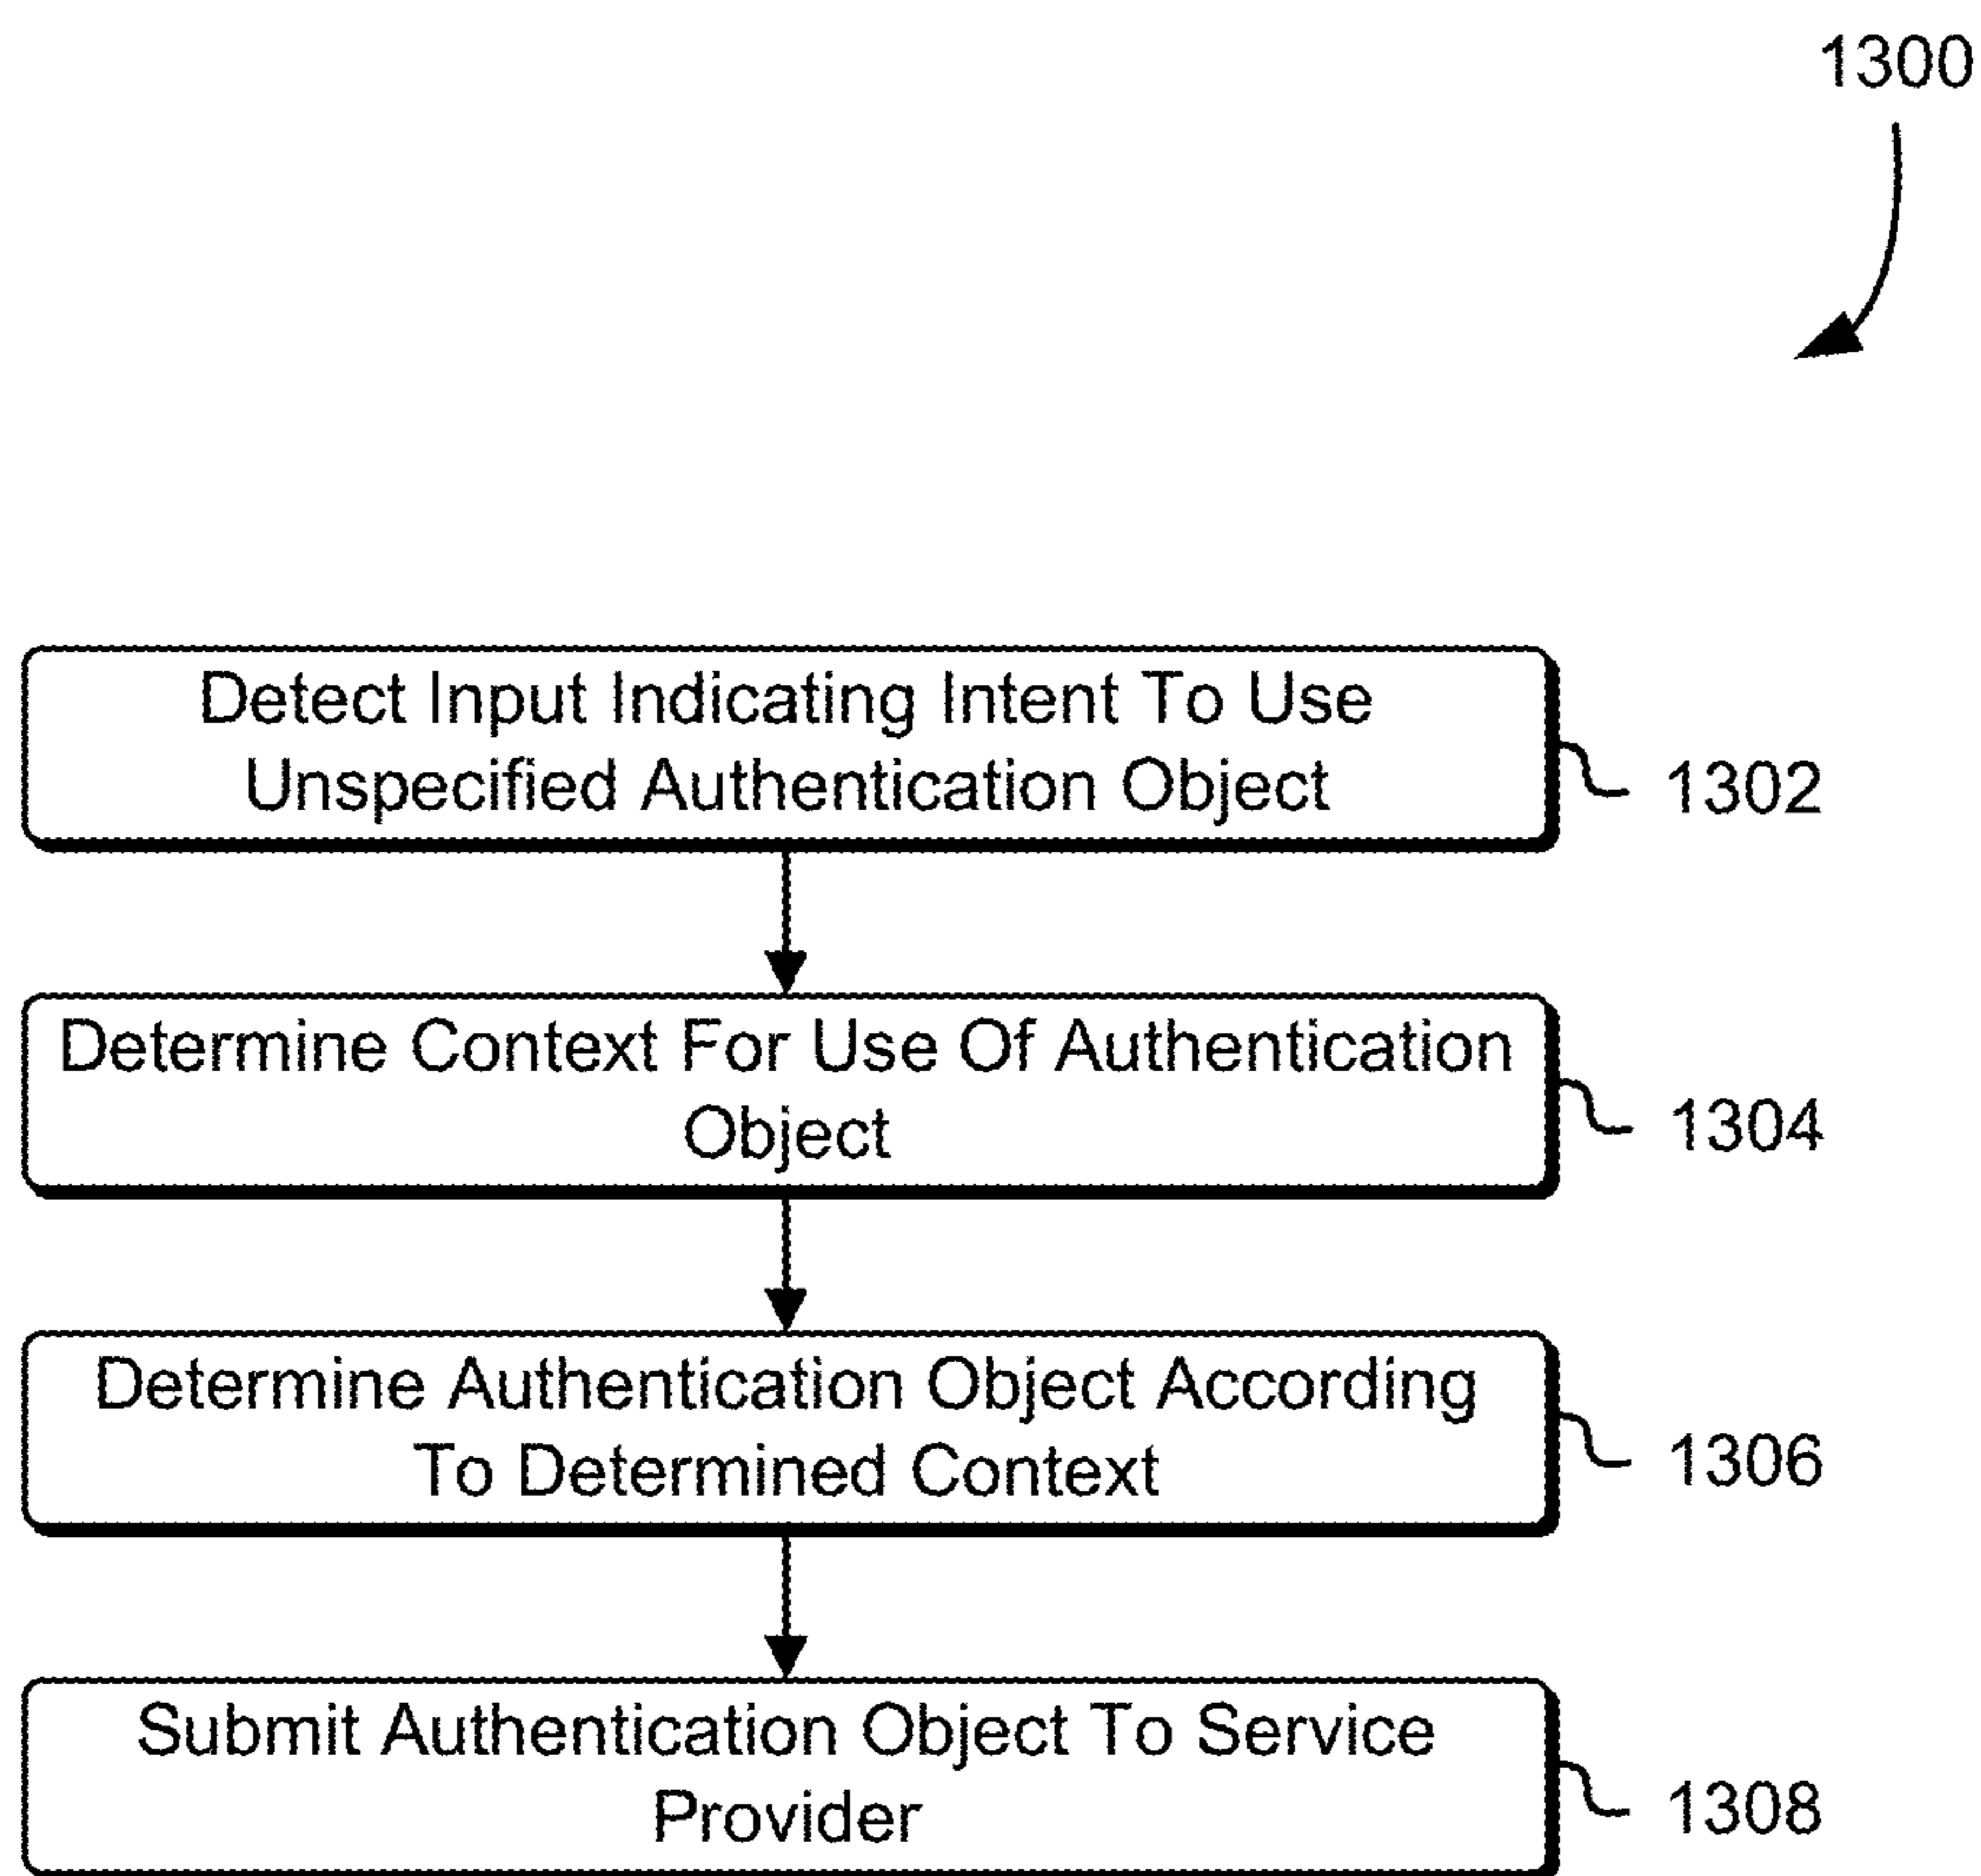 1300
Detect Input Indicating Intent To Use
Unspecified Authentication Object
1302
Determine Context For Use Of Authentication
Object
1304
Determine Authentication Object According
To Determined Context
1306
Submit Authentication Object To Service
Provider
1308